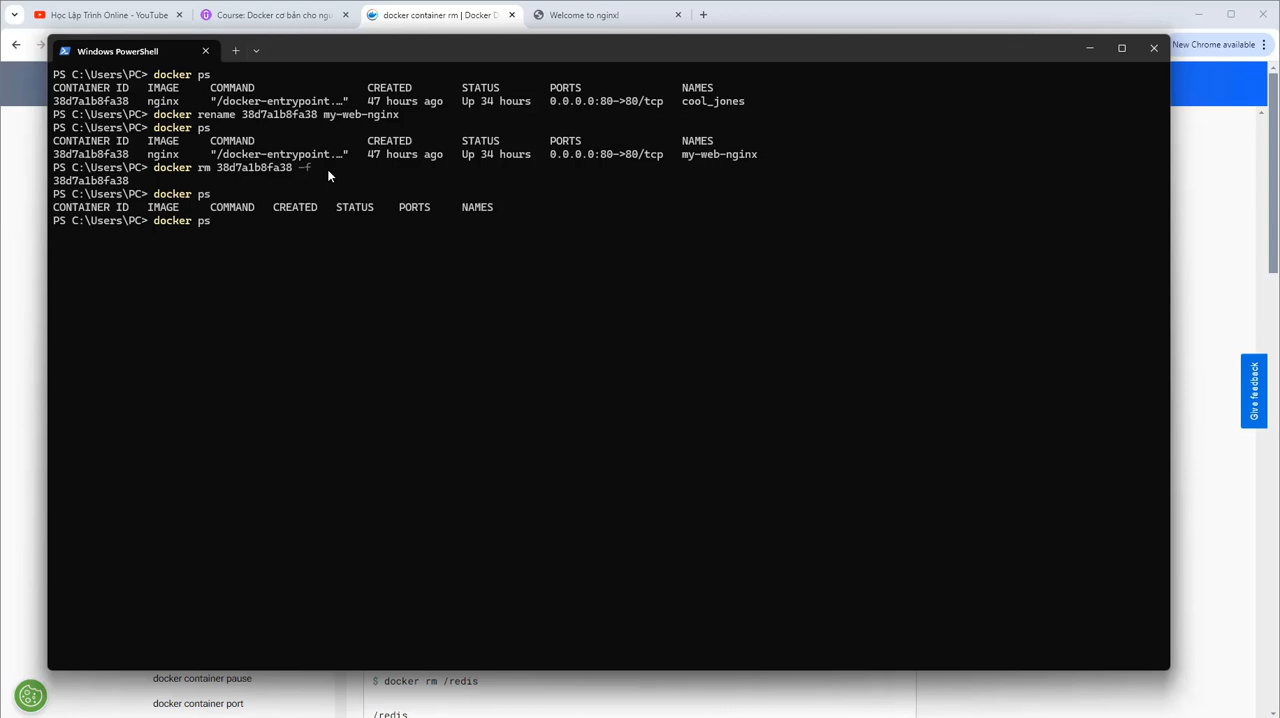 Học Lập Trình Online - YouTube
Course: Docker cơ bản cho ngư
docker container rm | Docker D
Welcome to nginx!
New Chrome available
Windows PowerShell
PS C:\Users\PC> docker ps
CONTAINER ID IMAGE COMMAND CREATED STATUS PORTS NAMES
38d7a1b8fa38 nginx "/docker-entrypoint.…" 47 hours ago Up 34 hours 0.0.0.0:80->80/tcp cool_jones
PS C:\Users\PC> docker rename 38d7a1b8fa38 my-web-nginx
PS C:\Users\PC> docker ps
CONTAINER ID IMAGE COMMAND CREATED STATUS PORTS NAMES
38d7a1b8fa38 nginx "/docker-entrypoint.…" 47 hours ago Up 34 hours 0.0.0.0:80->80/tcp my-web-nginx
PS C:\Users\PC> docker rm 38d7a1b8fa38 -f
38d7a1b8fa38
PS C:\Users\PC> docker ps
CONTAINER ID IMAGE COMMAND CREATED STATUS PORTS NAMES
PS C:\Users\PC> docker ps
Give feedback
docker container pause
$ docker rm /redis
docker container port
/redis